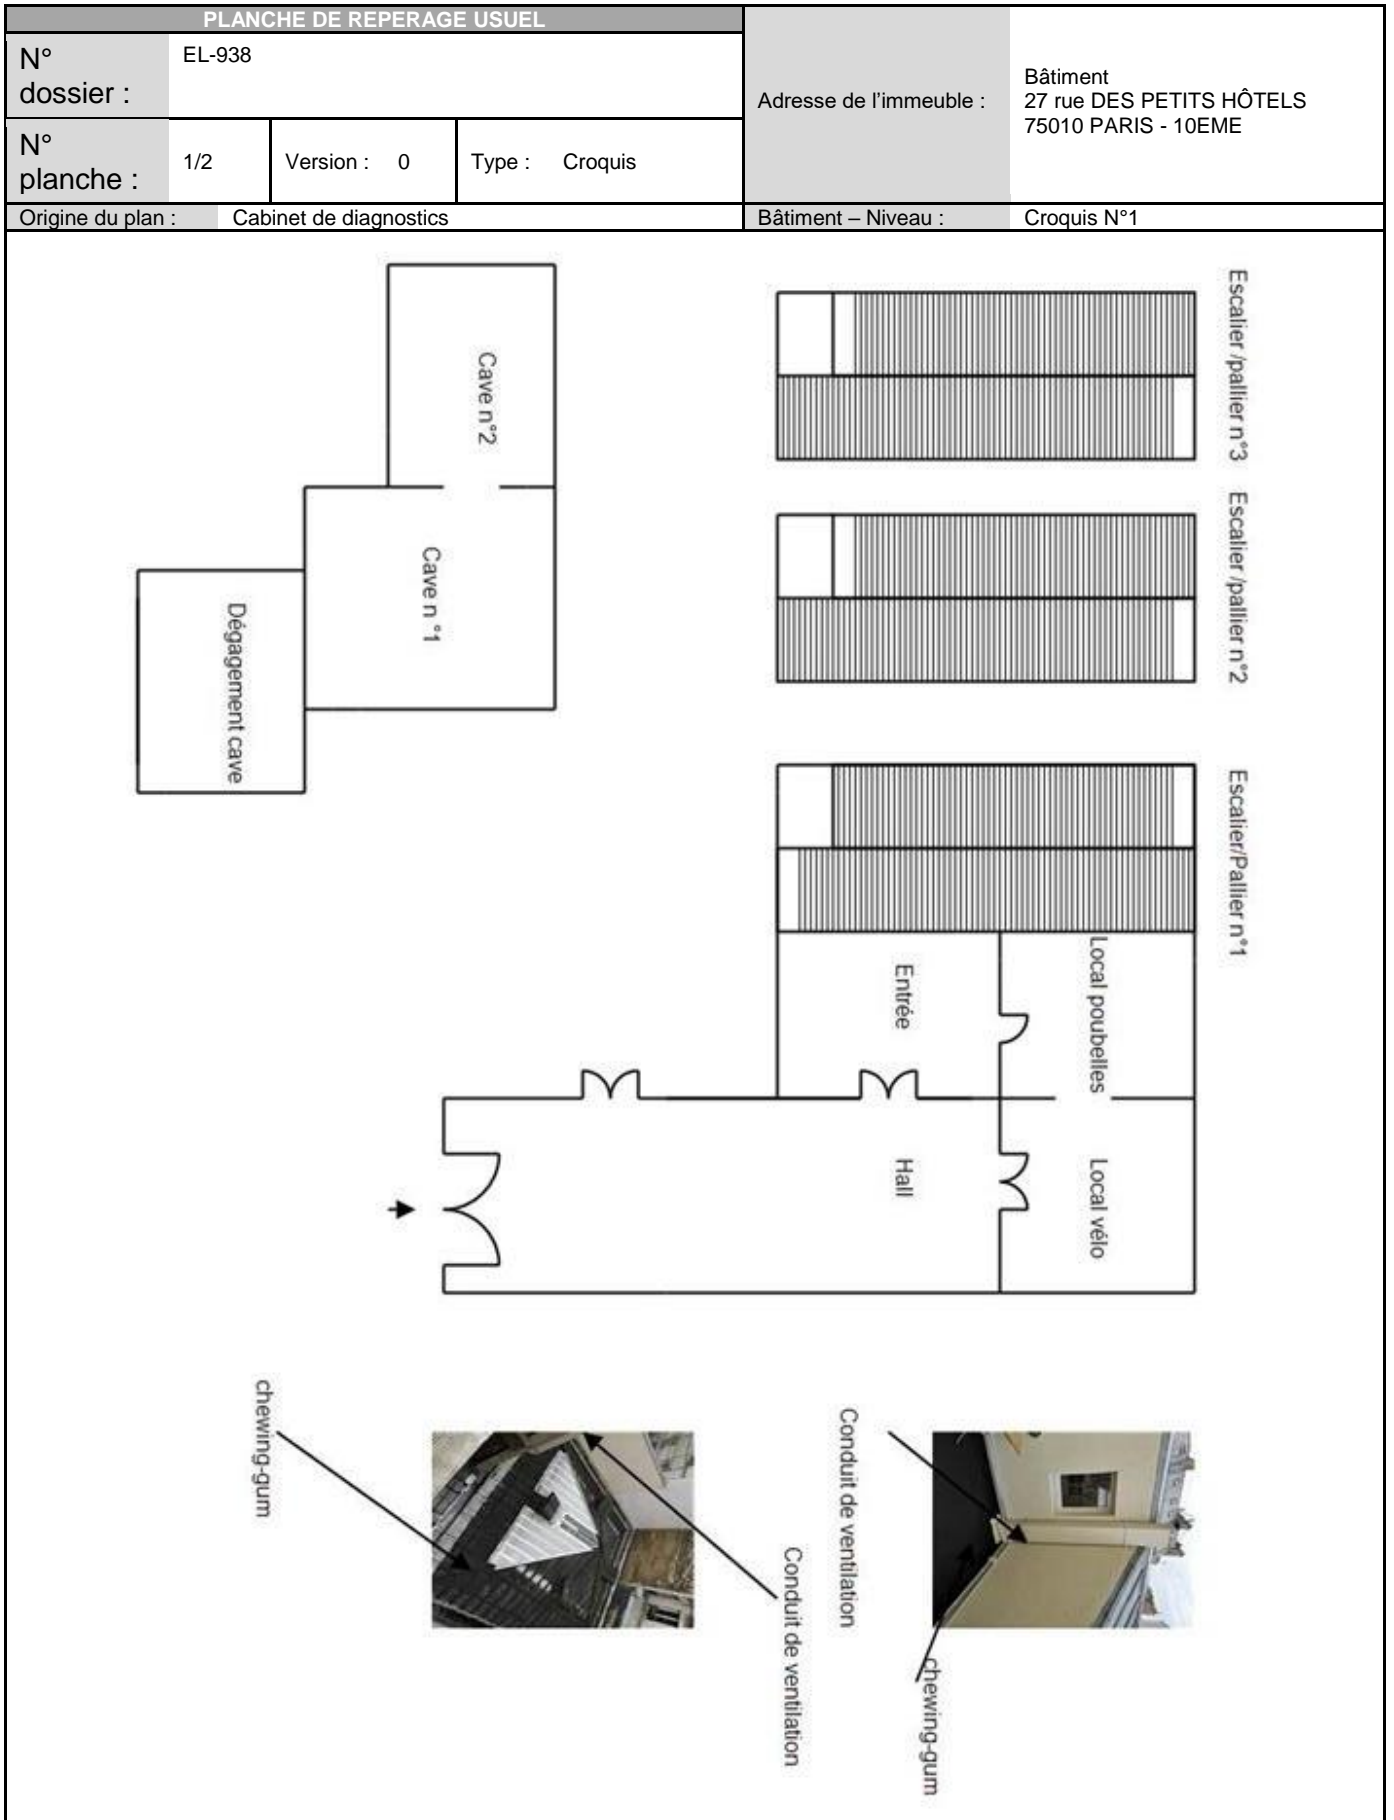 PLANCHE DE REPERAGE USUEL
N° dossier :
EL-938
Adresse de l'immeuble :
Bâtiment
27 rue DES PETITS HÔTELS
75010 PARIS - 10EME
N° planche :
1/2
Version : 0
Type : Croquis
Origine du plan :
Cabinet de diagnostics
Bâtiment – Niveau :
Croquis N°1
Escalier /pallier n°3
Escalier /pallier n°2
Escalier/Pallier n°1
Cave n°2
Cave n °1
Dégagement cave
Local poubelles
Entrée
Local vélo
Hall
Conduit de ventilation
chewing-gum
Conduit de ventilation
chewing-gum